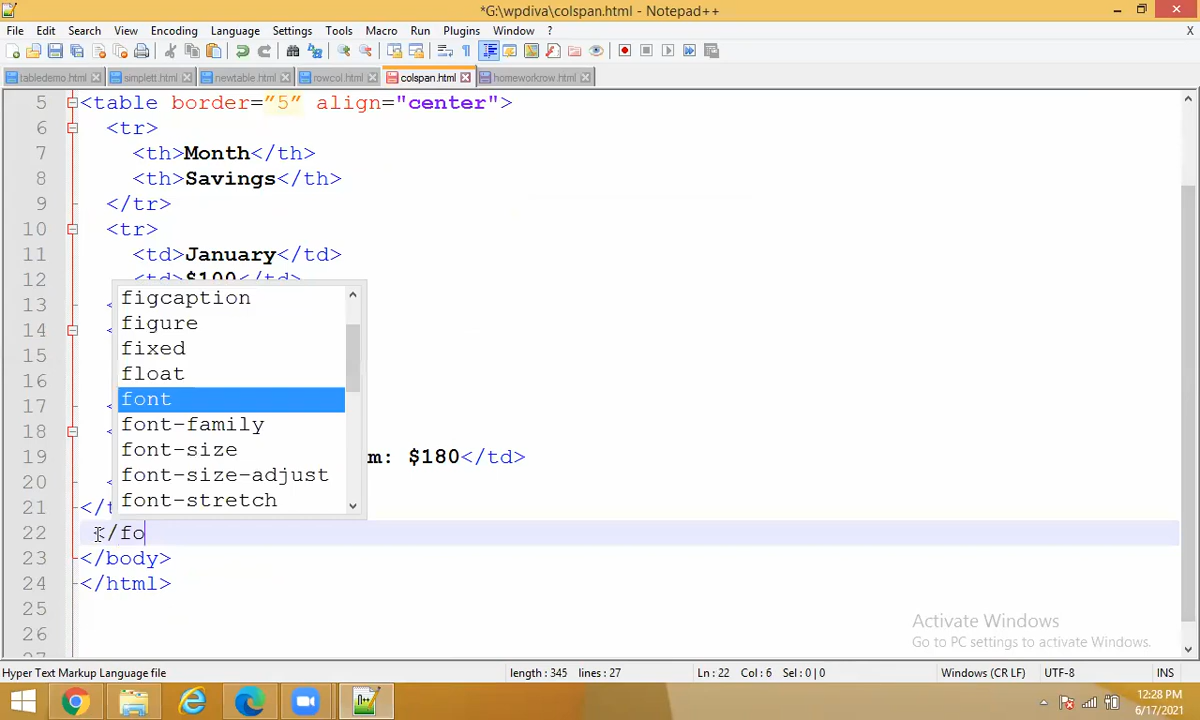 *G:\wpdiva\colspan.html - Notepad++
File Edit Search View Encoding Language Settings Tools Macro Run Plugins Window ? X
tabledemo.html simplett.html newtable.html rowcol.html colspan.html homeworkrow.html
5 <table border=”5” align="center">
6 <tr>
7 <th>Month</th>
8 <th>Savings</th>
9 </tr>
10 <tr>
11 <td>January</td>
12 <td>$100</td>
13 <
14 <
15
16
17 <
18 <
19 m: $180</td>
20 <
21 </t
22 </fo
23 </body>
24 </html>
25
26
figcaption
figure
fixed
float
font
font-family
font-size
font-size-adjust
font-stretch
Activate Windows
Go to PC settings to activate Windows.
Hyper Text Markup Language file length : 345 lines : 27 Ln : 22 Col : 6 Sel : 0 | 0 Windows (CR LF) UTF-8 INS
12:28 PM
6/17/2021